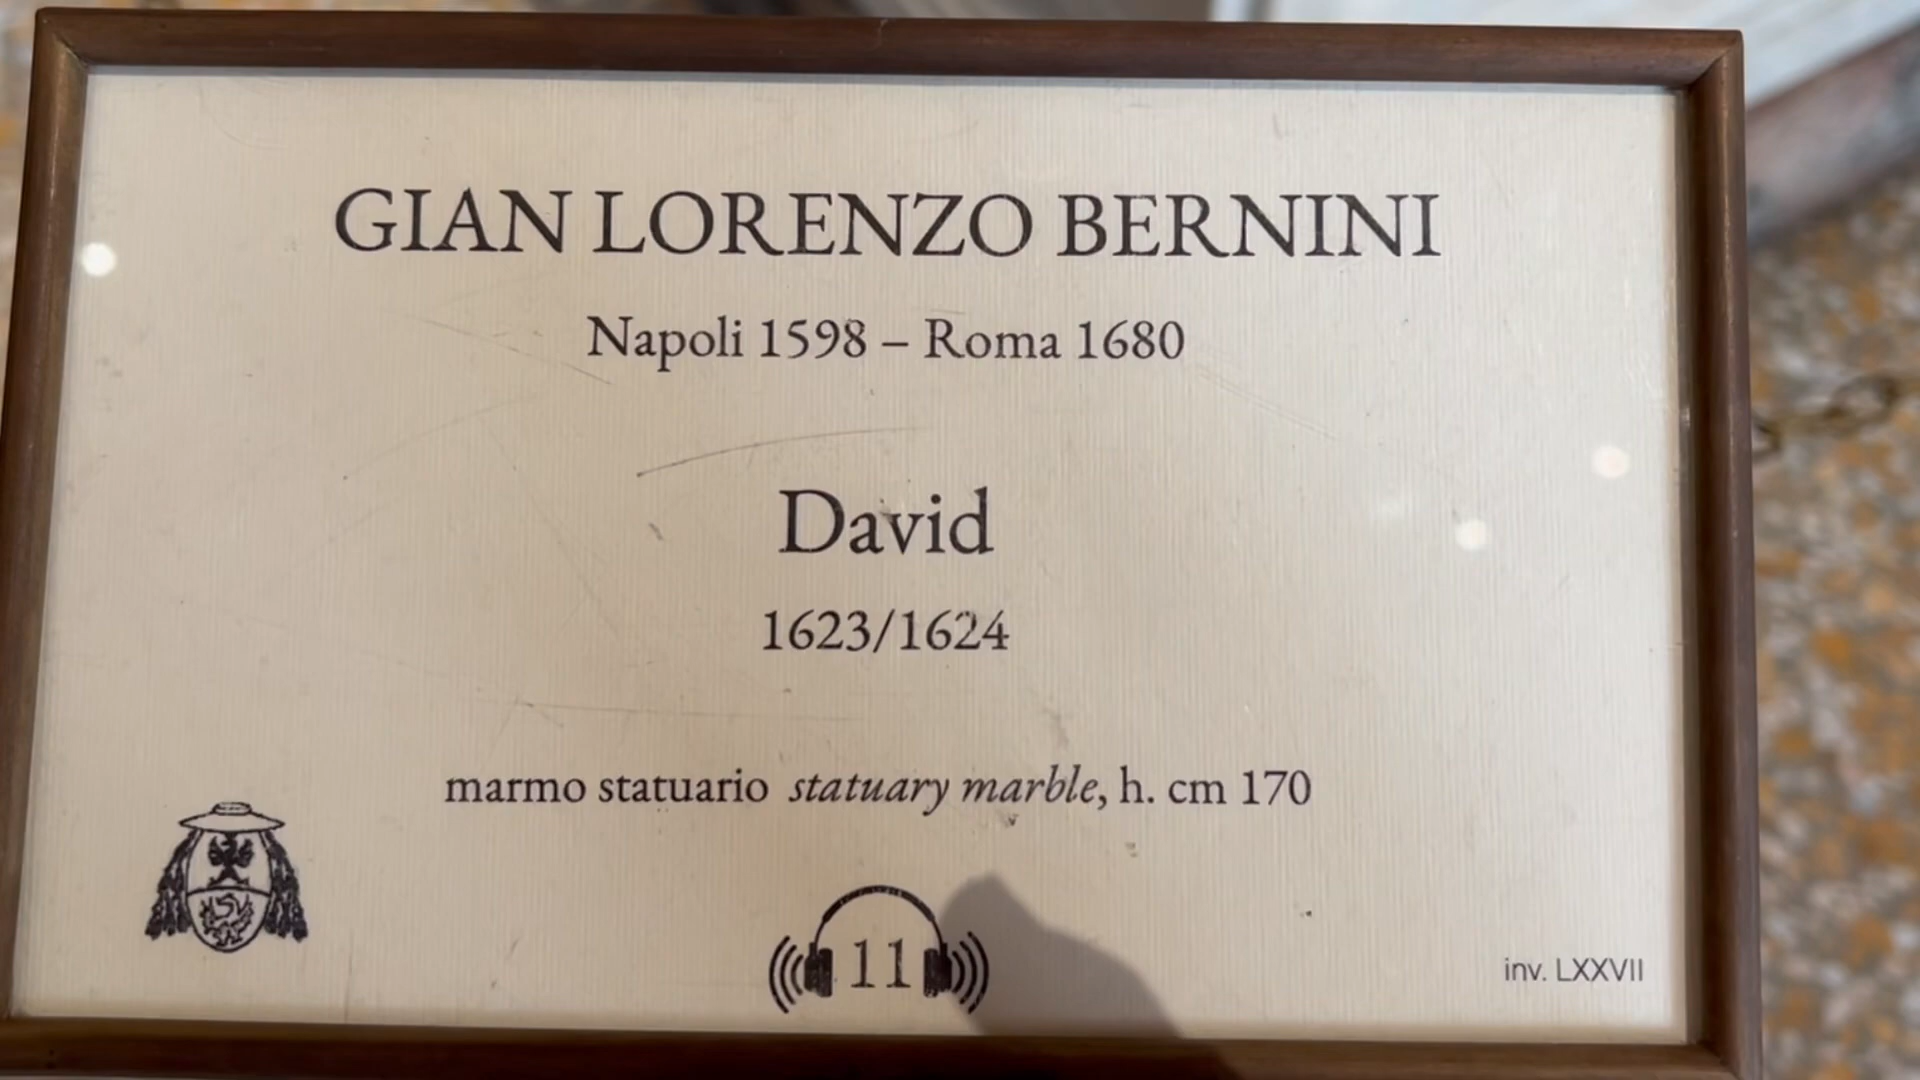 GIAN LORENZO BERNINI
Napoli 1598 – Roma 1680
David
1623/1624
marmo statuario statuary marble, h. cm 170
11
inv. LXXVII